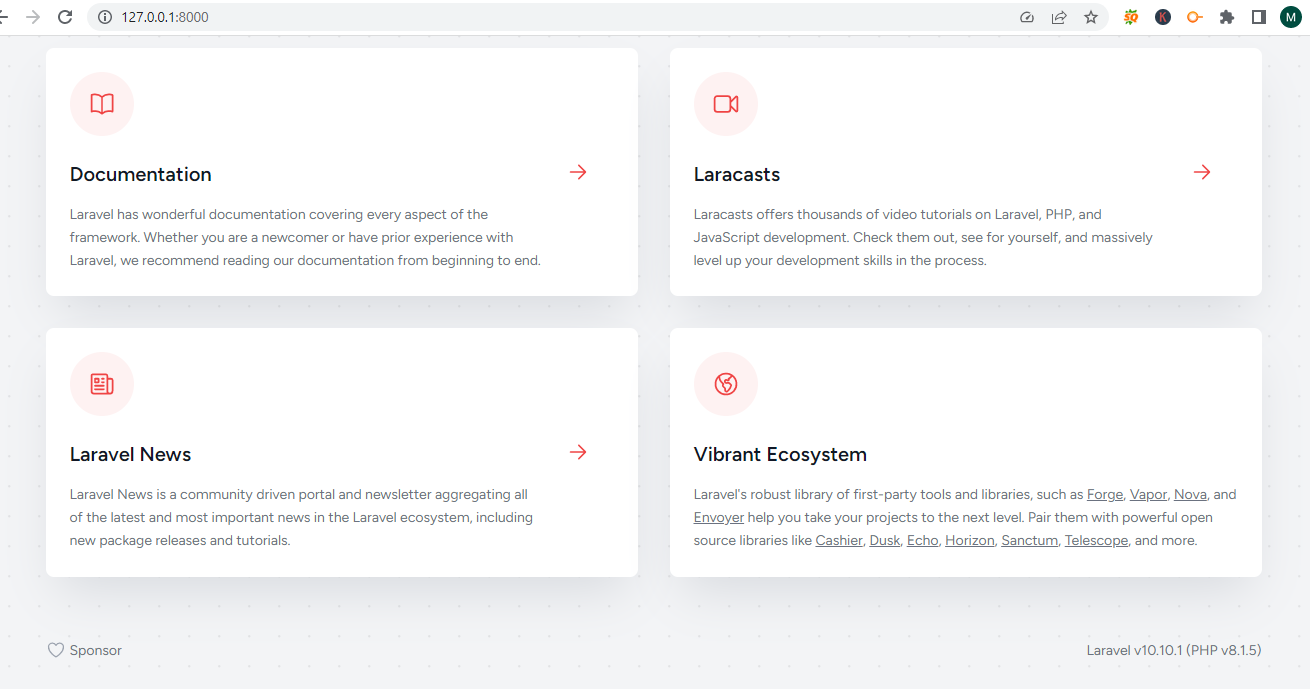 127.0.0.1:8000
SQ
K
M
Documentation
Laravel has wonderful documentation covering every aspect of the
framework. Whether you are a newcomer or have prior experience with
Laravel, we recommend reading our documentation from beginning to end.
Laracasts
Laracasts offers thousands of video tutorials on Laravel, PHP, and
JavaScript development. Check them out, see for yourself, and massively
level up your development skills in the process.
Laravel News
Laravel News is a community driven portal and newsletter aggregating all
of the latest and most important news in the Laravel ecosystem, including
new package releases and tutorials.
Vibrant Ecosystem
Laravel's robust library of first-party tools and libraries, such as Forge, Vapor, Nova, and
Envoyer help you take your projects to the next level. Pair them with powerful open
source libraries like Cashier, Dusk, Echo, Horizon, Sanctum, Telescope, and more.
Sponsor
Laravel v10.10.1 (PHP v8.1.5)